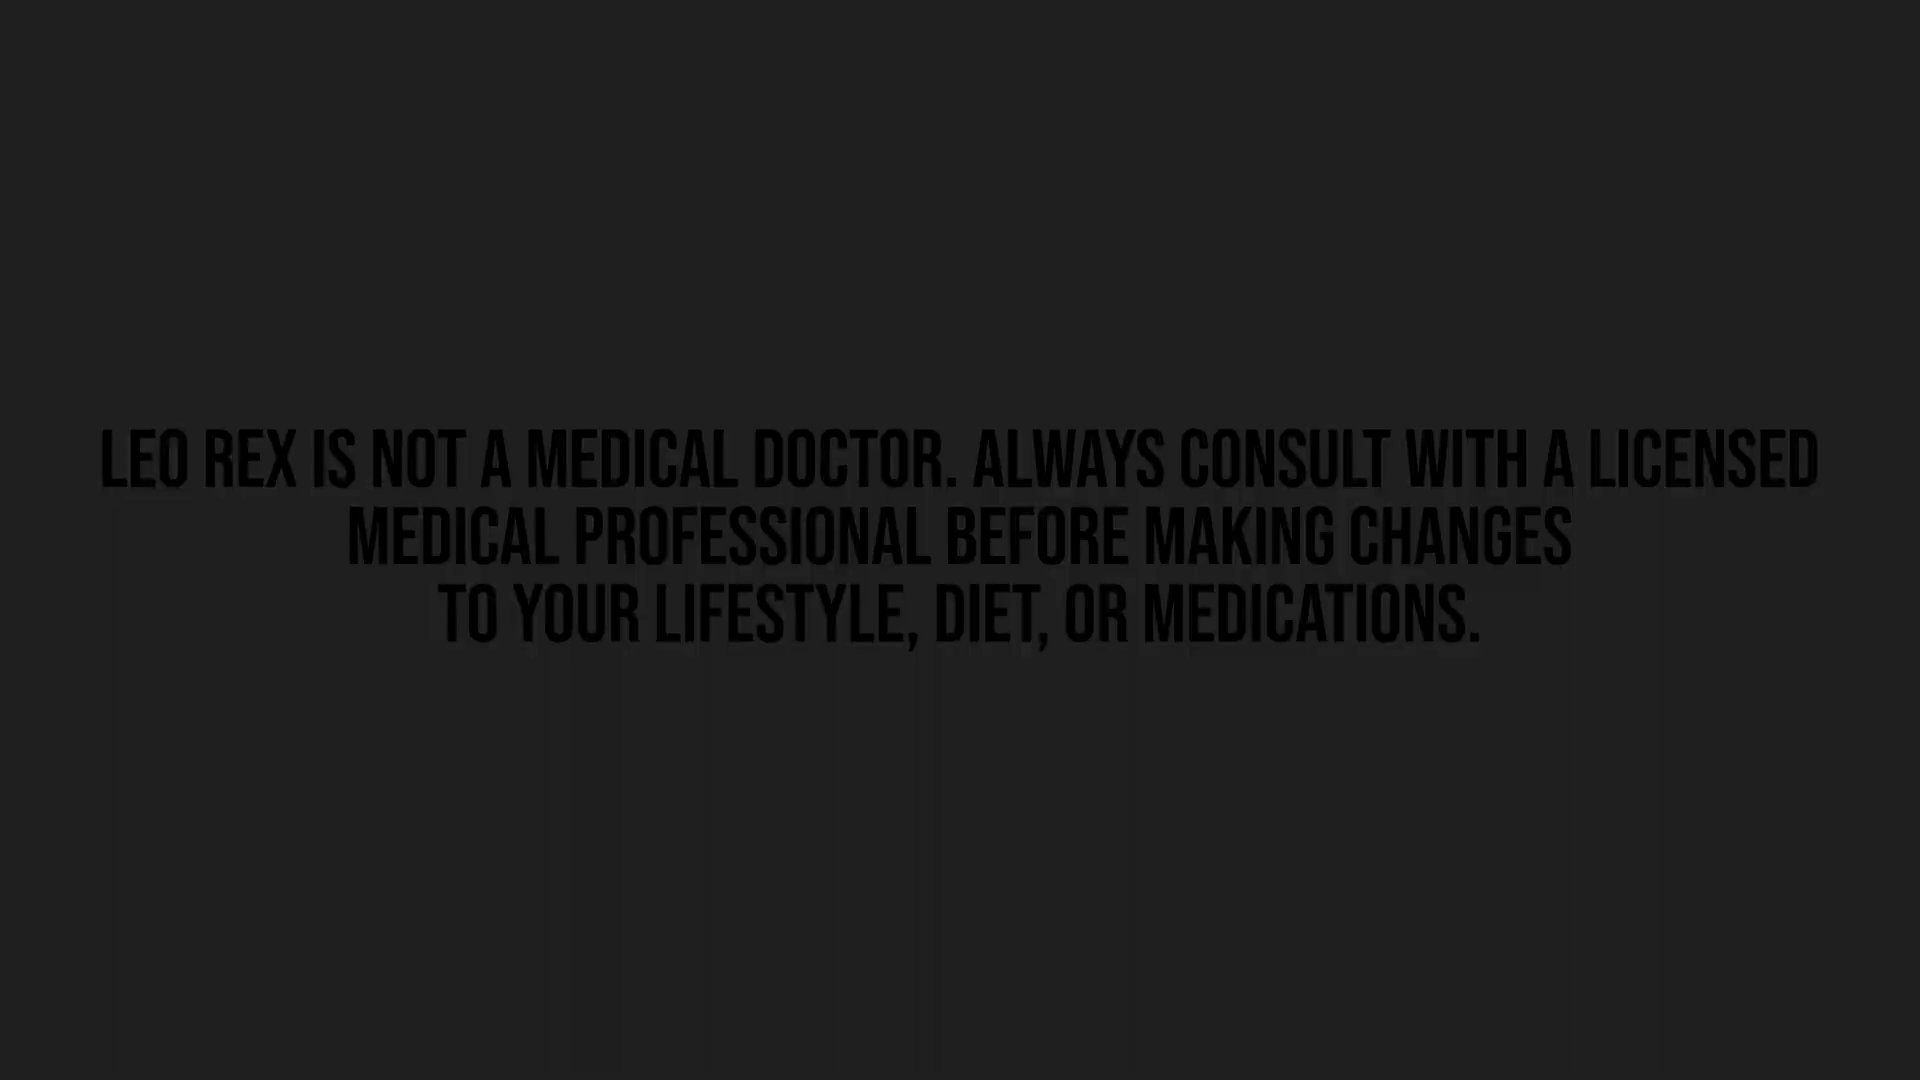 LEO REX IS NOT A MEDICAL DOCTOR. ALWAYS CONSULT WITH A LICENSED
MEDICAL PROFESSIONAL BEFORE MAKING CHANGES
TO YOUR LIFESTYLE, DIET, OR MEDICATIONS.